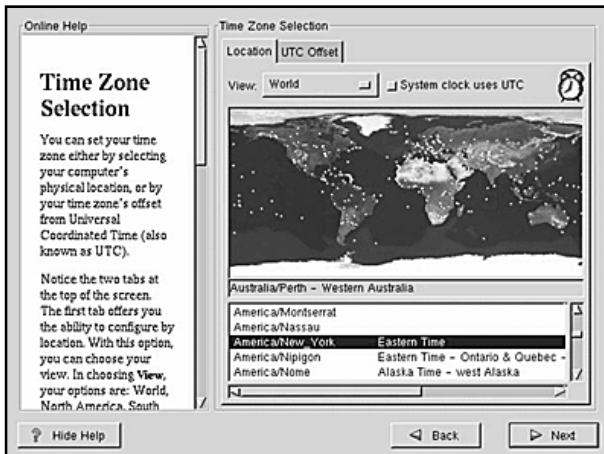 Online Help
Time Zone
Selection
You can set your time
zone either by selecting
your computer's
physical location, or by
your time zone's offset
from Universal
Coordinated Time (also
known as UTC).
Notice the two tabs at
the top of the screen.
The first tab offers you
the ability to configure by
location. With this option,
you can choose your
view. In choosing View,
your options are: World,
North America, South
Hide Help
Time Zone Selection
Location UTC Offset
View: World System clock uses UTC
Australia/Perth - Western Australia
America/Montserrat
America/Nassau
America/New_York Eastern Time
America/Nipigon Eastern Time - Ontario & Quebec -
America/Nome Alaska Time - west Alaska
Back Next